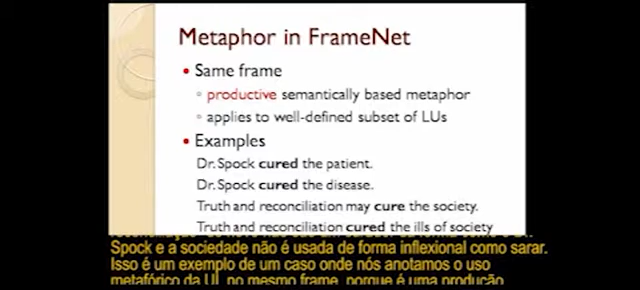 Metaphor in FrameNet
Same frame
productive semantically based metaphor
applies to well-defined subset of LUs
Examples
Dr. Spock cured the patient.
Dr. Spock cured the disease.
Truth and reconciliation may cure the society.
Truth and reconciliation cured the ills of society
Spock e a sociedade não é usada de forma inflexional como sarar.
Isso é um exemplo de um caso onde nós anotamos o uso
metafórico da UL no mesmo frame, porque é uma produção